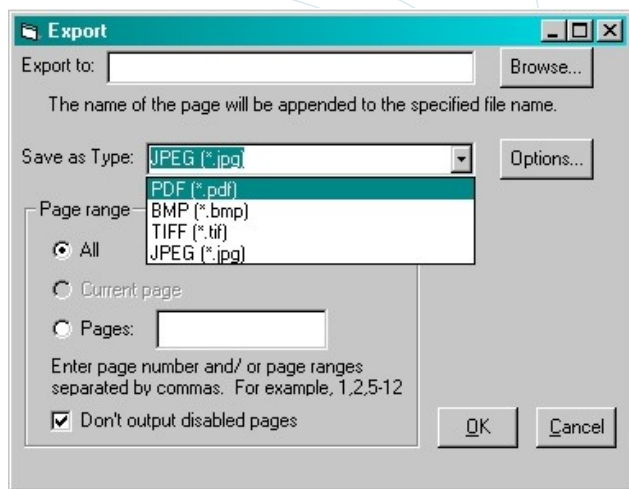 Export
Export to:
Browse...
The name of the page will be appended to the specified file name.
Save as Type:
JPEG (*.jpg)
Options...
PDF (*.pdf)
BMP (*.bmp)
TIFF (*.tif)
JPEG (*.jpg)
Page range
All
Current page
Pages:
Enter page number and/ or page ranges
separated by commas. For example, 1,2,5-12
Don't output disabled pages
OK
Cancel